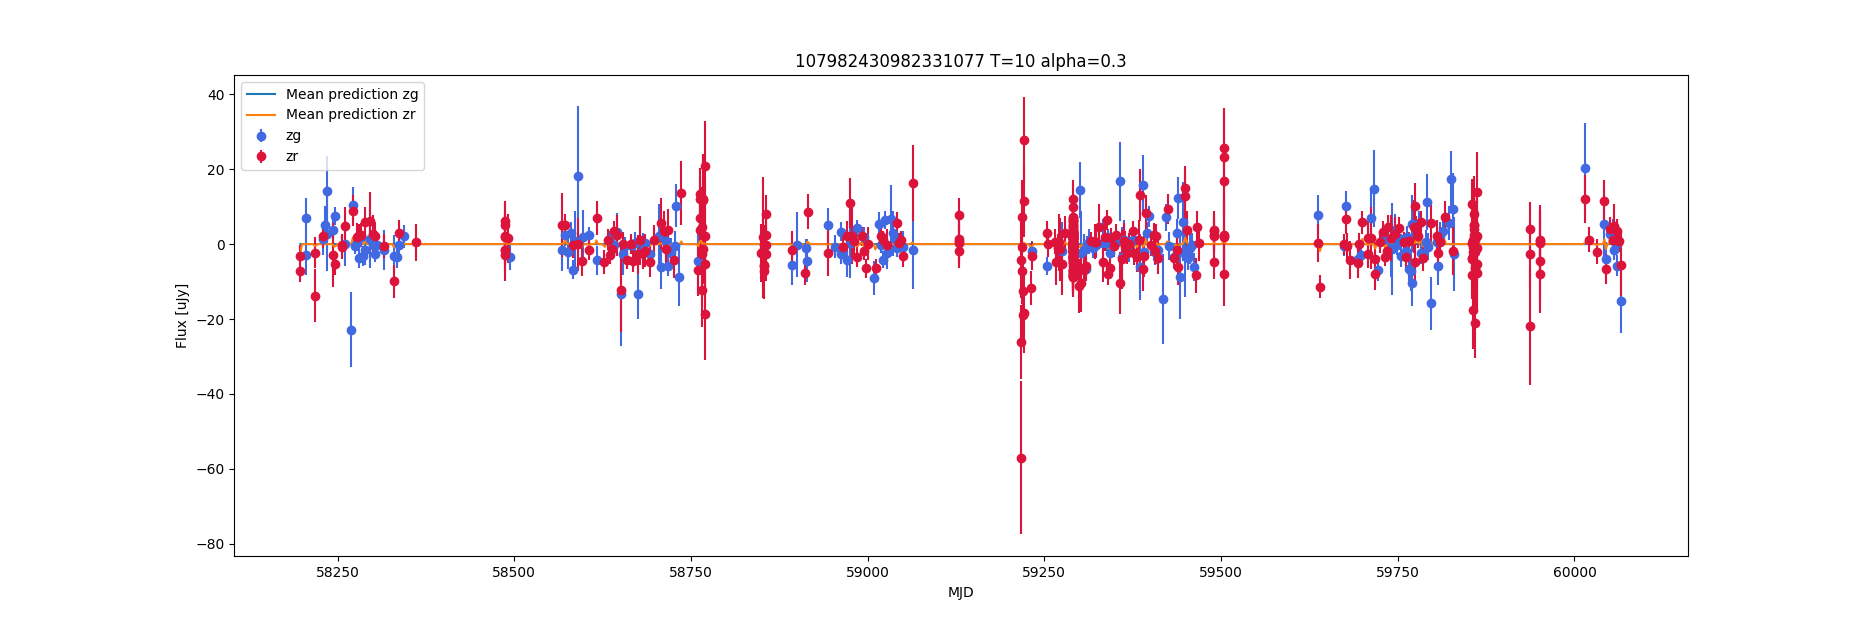 107982430982331077 T=10 alpha=0.3
Mean prediction zg
Mean prediction zr
zg
zr
Flux [uJy]
40
20
0
−20
−40
−60
−80
58250 58500 58750 59000 59250 59500 59750 60000
MJD